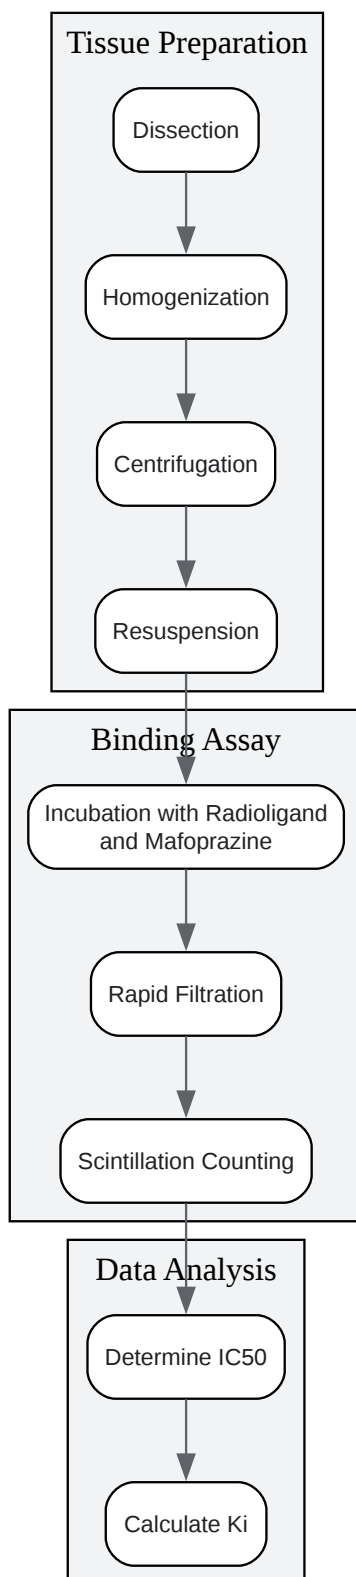 Tissue Preparation
Dissection
Homogenization
Centrifugation
Resuspension
Binding Assay
Incubation with Radioligand
and Mafoprazine
Rapid Filtration
Scintillation Counting
Data Analysis
Determine IC50
Calculate Ki